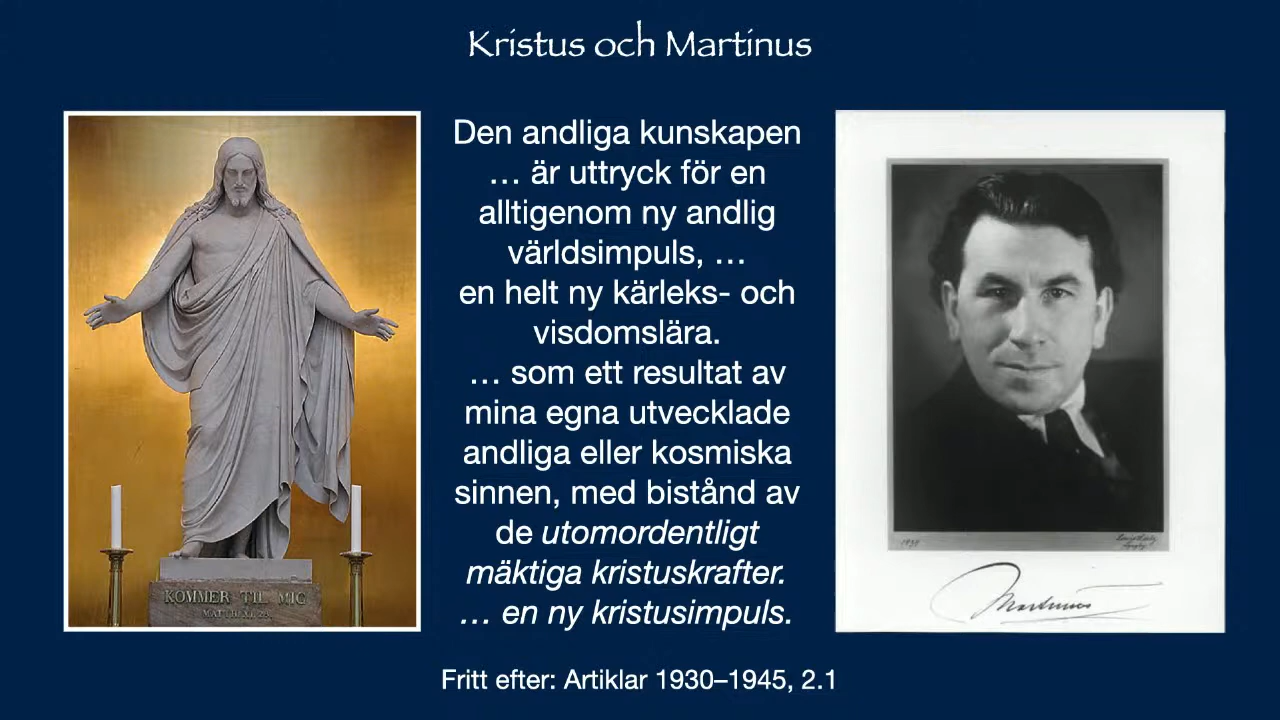 Kristus och Martinus
Den andliga kunskapen
… är uttryck för en
alltigenom ny andlig
världsimpuls, …
en helt ny kärleks- och
visdomslära.
… som ett resultat av
mina egna utvecklade
andliga eller kosmiska
sinnen, med bistånd av
de utomordentligt
mäktiga kristuskrafter.
… en ny kristusimpuls.
KOMMER TIL MIG
Martinus
Fritt efter: Artiklar 1930–1945, 2.1